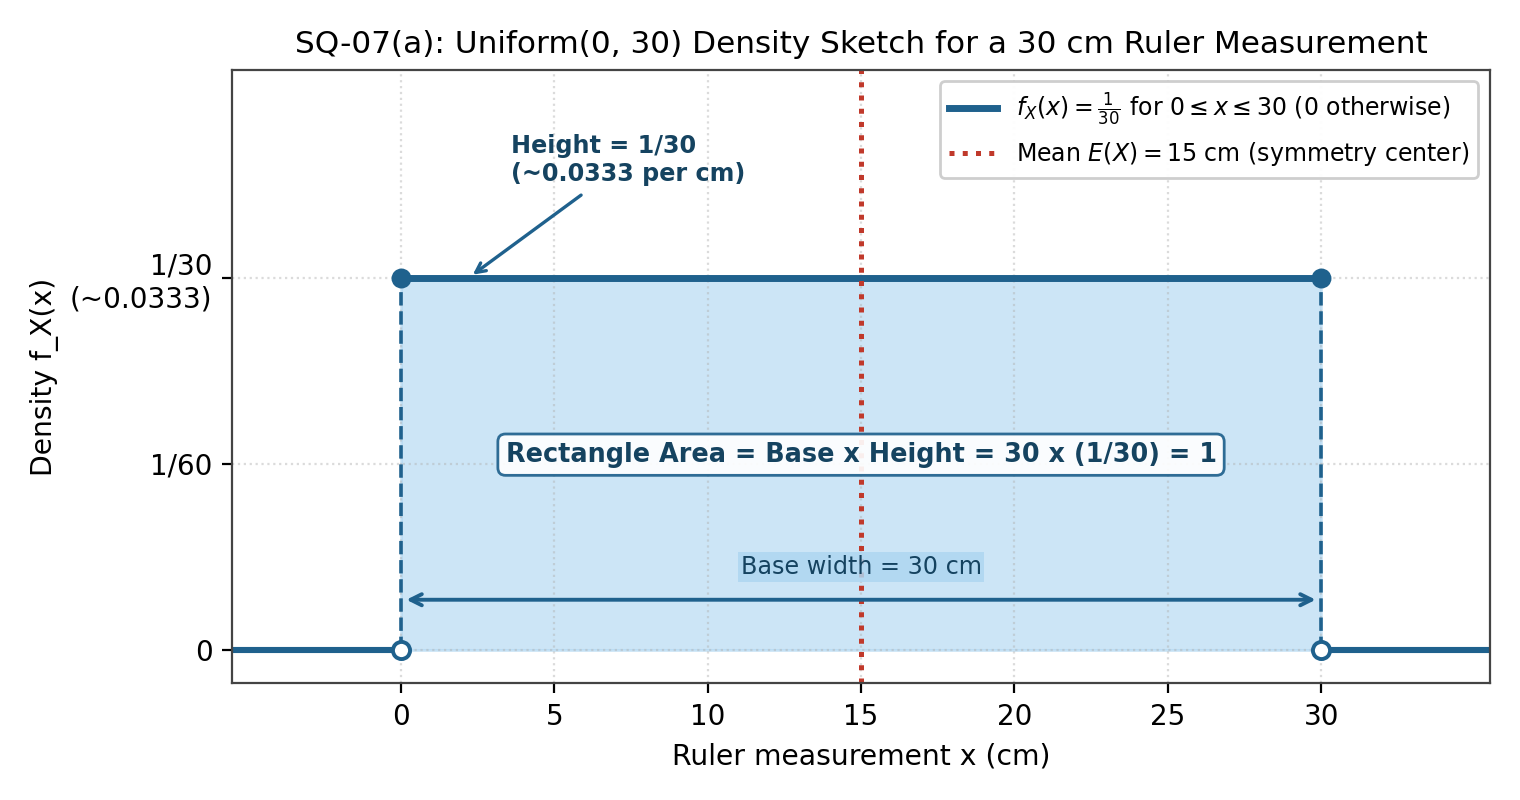 SQ-07(a): Uniform(0, 30) Density Sketch for a 30 cm Ruler Measurement
f_X(x) = 1/30 for 0 ≤ x ≤ 30 (0 otherwise)
Mean E(X) = 15 cm (symmetry center)
Height = 1/30
(~0.0333 per cm)
Density f_X(x)
1/30
(~0.0333)
1/60
0
Rectangle Area = Base x Height = 30 x (1/30) = 1
Base width = 30 cm
0 5 10 15 20 25 30
Ruler measurement x (cm)